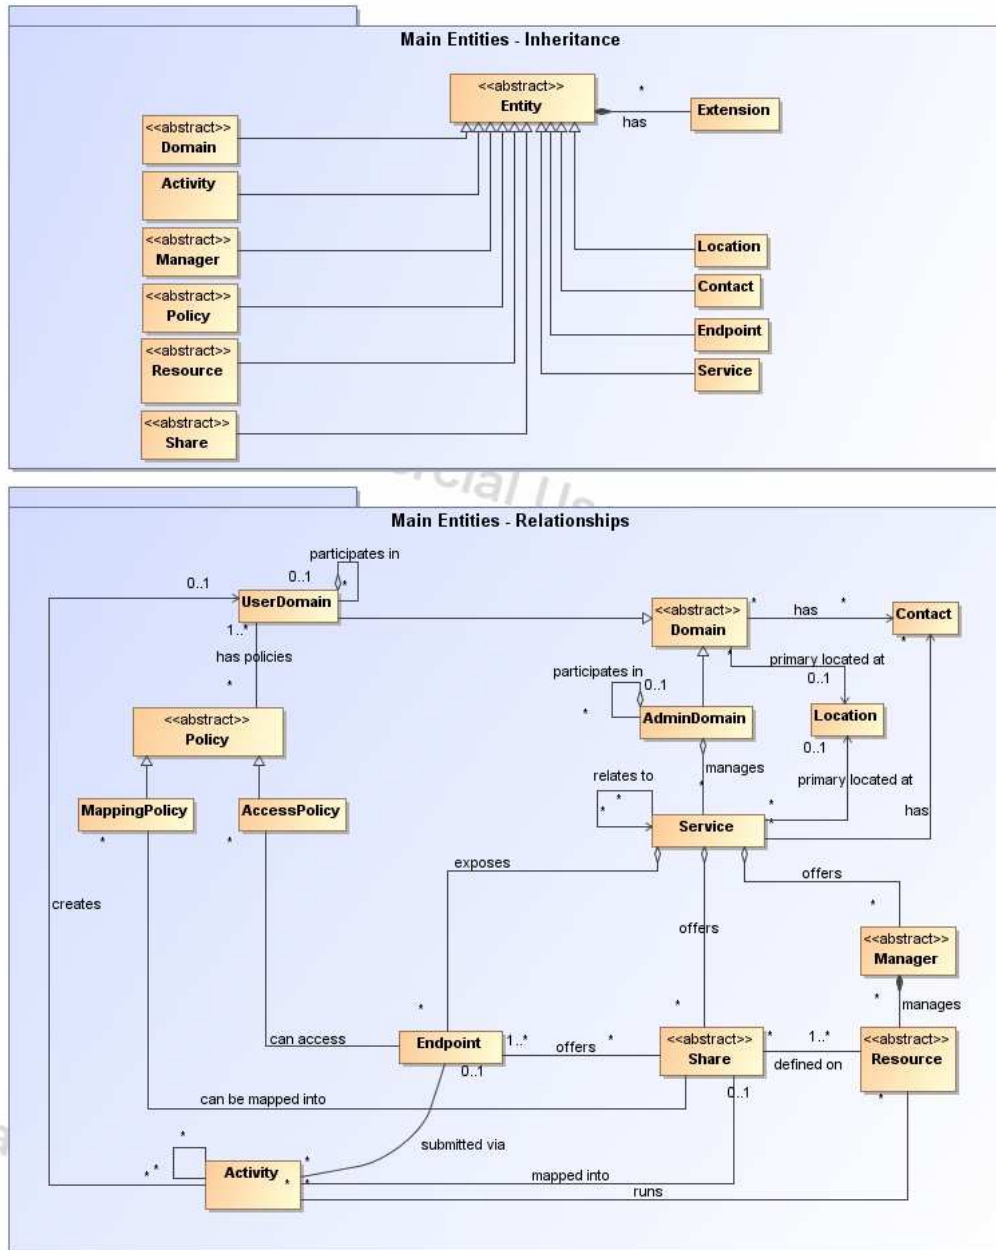 Main Entities - Inheritance
<<abstract>>
Entity
*
has
Extension
<<abstract>>
Domain
Activity
<<abstract>>
Manager
<<abstract>>
Policy
<<abstract>>
Resource
<<abstract>>
Share
Location
Contact
Endpoint
Service
rcial Us
Main Entities - Relationships
participates in
0..1
0..1
*
UserDomain
1..*
has policies
*
<<abstract>>
Domain
*
has
*
Contact
*
*
primary located at
0..1
participates in
0..1
*
AdminDomain
Location
0..1
<<abstract>>
Policy
manages
*
relates to
*
*
primary located at
MappingPolicy
*
AccessPolicy
*
Service
*
*
has
exposes
offers
creates
offers
*
<<abstract>>
Manager
*
manages
*
*
can access
Endpoint
1..*
offers
*
0..1
<<abstract>>
Share
*
1..*
defined on
0..1
<<abstract>>
Resource
*
can be mapped into
submitted via
*
*
*
*
Activity
*
*
*
mapped into
runs